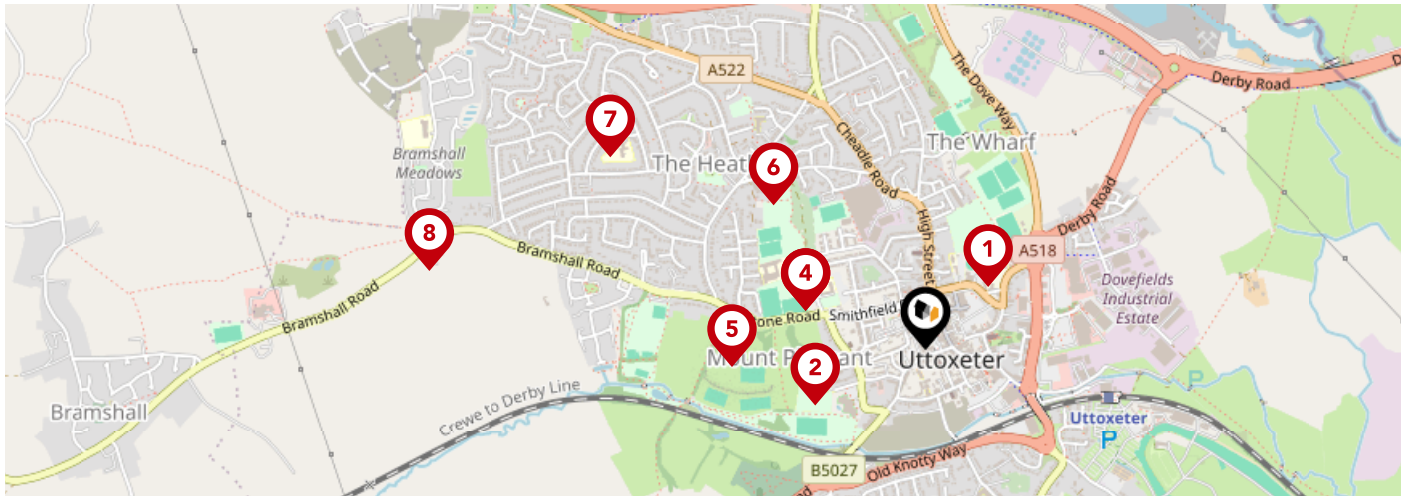 A522
Derby Road
The Dove Way
7
Cheadle Road
The Wharf
Bramshall
Meadows
The Heath
6
Derby Road
8
High Street
1
A518
Bramshall Road
4
Dovefields
Industrial
Estate
Bramshall Road
5
Smithfield
2
Uttoxeter
Crewe to Derby Line
Bramshall
Uttoxeter
P
P
B5027
Old Knotty Way